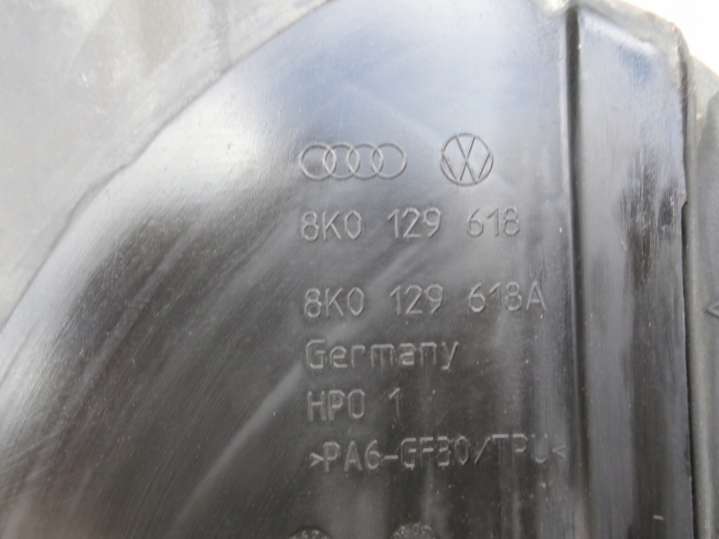 8K0 129 618
8K0 129 618A
Germany
HPO 1
>PA6-GF30/TPU<